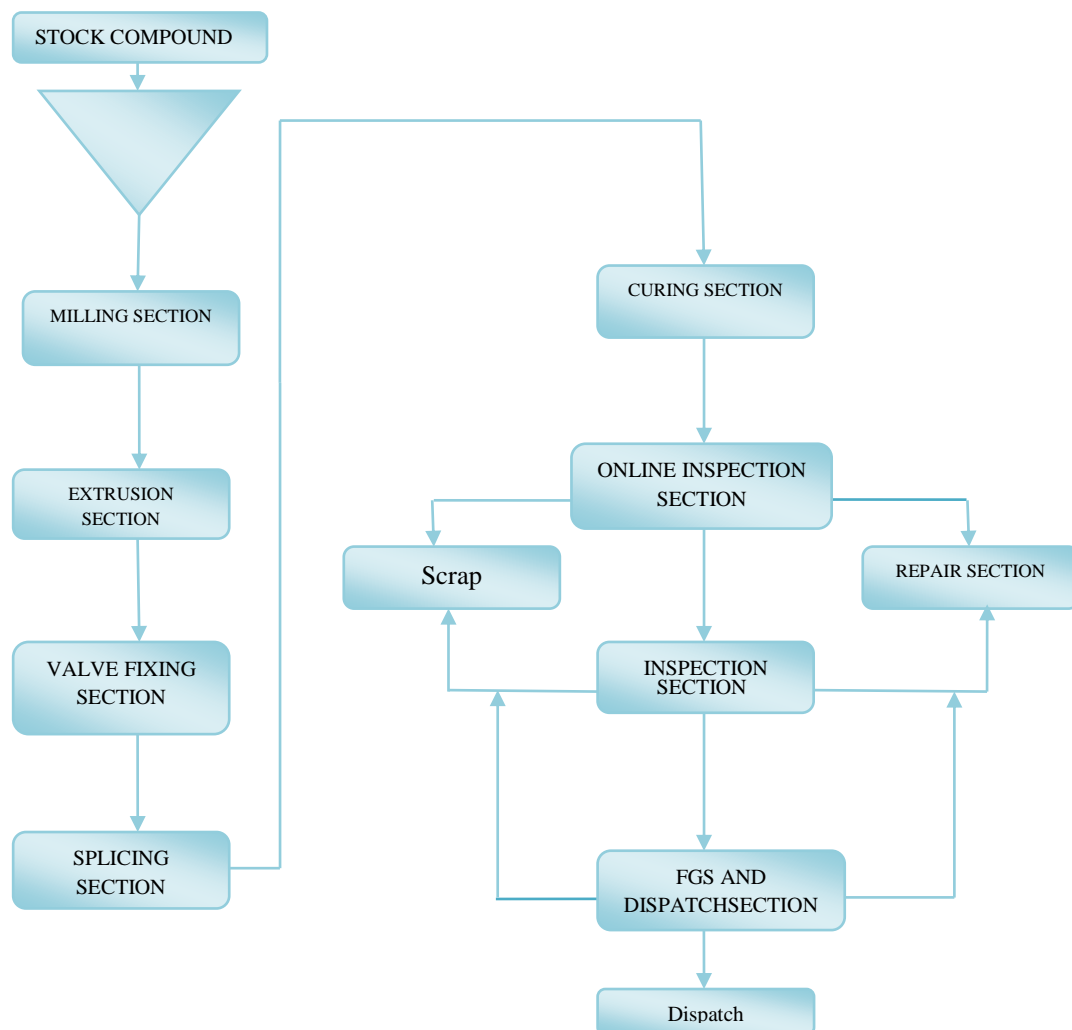 STOCK COMPOUND
MILLING SECTION
EXTRUSION
SECTION
VALVE FIXING
SECTION
SPLICING
SECTION
CURING SECTION
ONLINE INSPECTION
SECTION
Scrap
REPAIR SECTION
INSPECTION
SECTION
FGS AND
DISPATCHSECTION
Dispatch